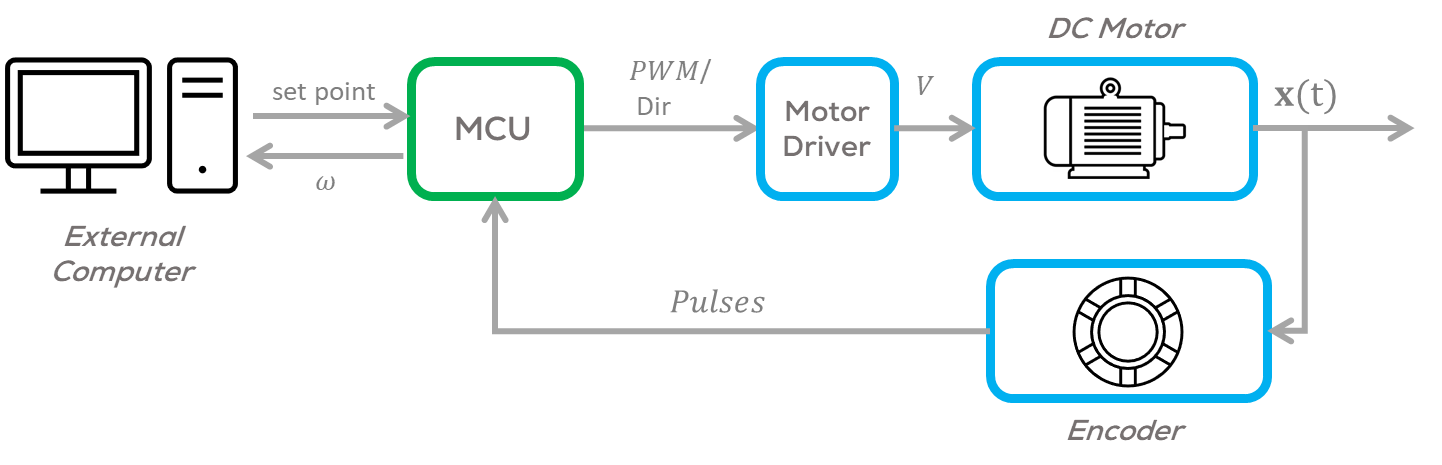 DC Motor
set point
ω
External
Computer
MCU
PWM/
Dir
Motor
Driver
V
x(t)
Pulses
Encoder